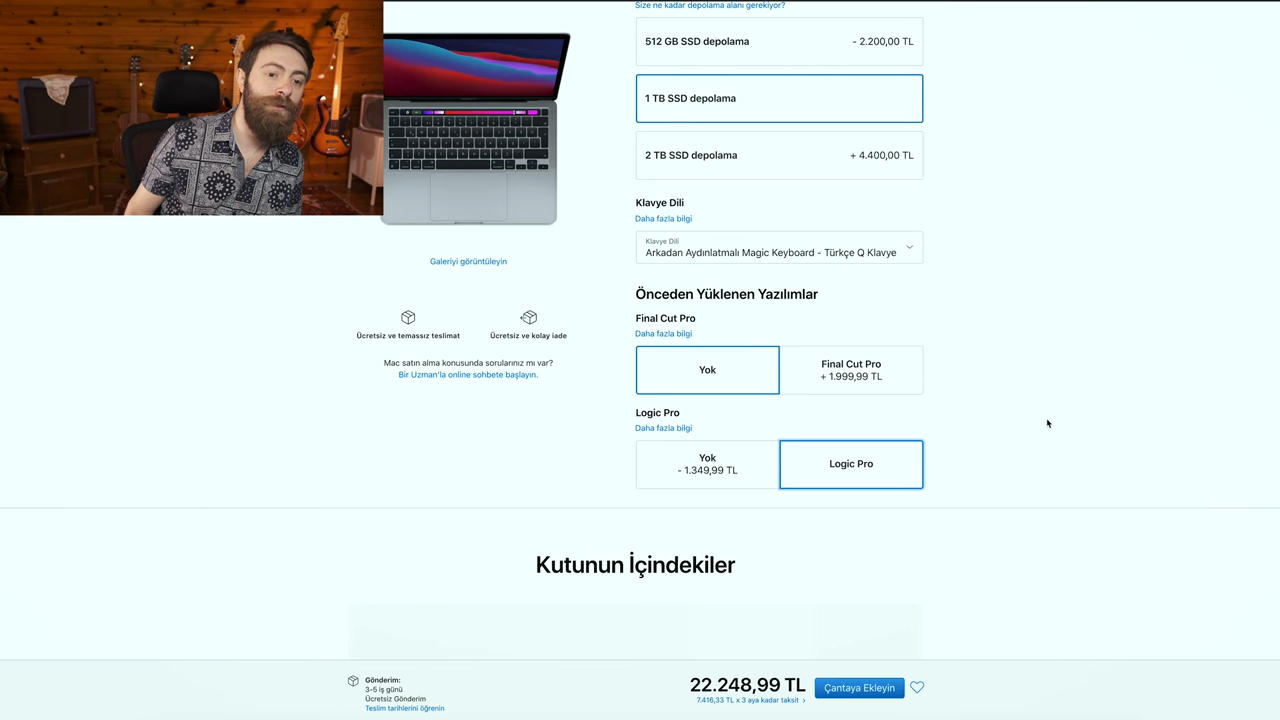 Size ne kadar depolama alanı gerekiyor?
512 GB SSD depolama
- 2.200,00 TL
1 TB SSD depolama
2 TB SSD depolama
+ 4.400,00 TL
Klavye Dili
Daha fazla bilgi
Klavye Dili
Arkadan Aydınlatmalı Magic Keyboard - Türkçe Q Klavye
Galeriyi görüntüleyin
Önceden Yüklenen Yazılımlar
Final Cut Pro
Daha fazla bilgi
Ücretsiz ve temassız teslimat
Ücretsiz ve kolay iade
Mac satın alma konusunda sorularınız mı var?
Bir Uzman'la online sohbete başlayın.
Yok
Final Cut Pro
+ 1.999,99 TL
Logic Pro
Daha fazla bilgi
Yok
- 1.349,99 TL
Logic Pro
Kutunun İçindekiler
Gönderim:
3-5 iş günü
Ücretsiz Gönderim
Teslim tarihlerini öğrenin
22.248,99 TL
7.416,33 TL x 3 aya kadar taksit ›
Çantaya Ekleyin